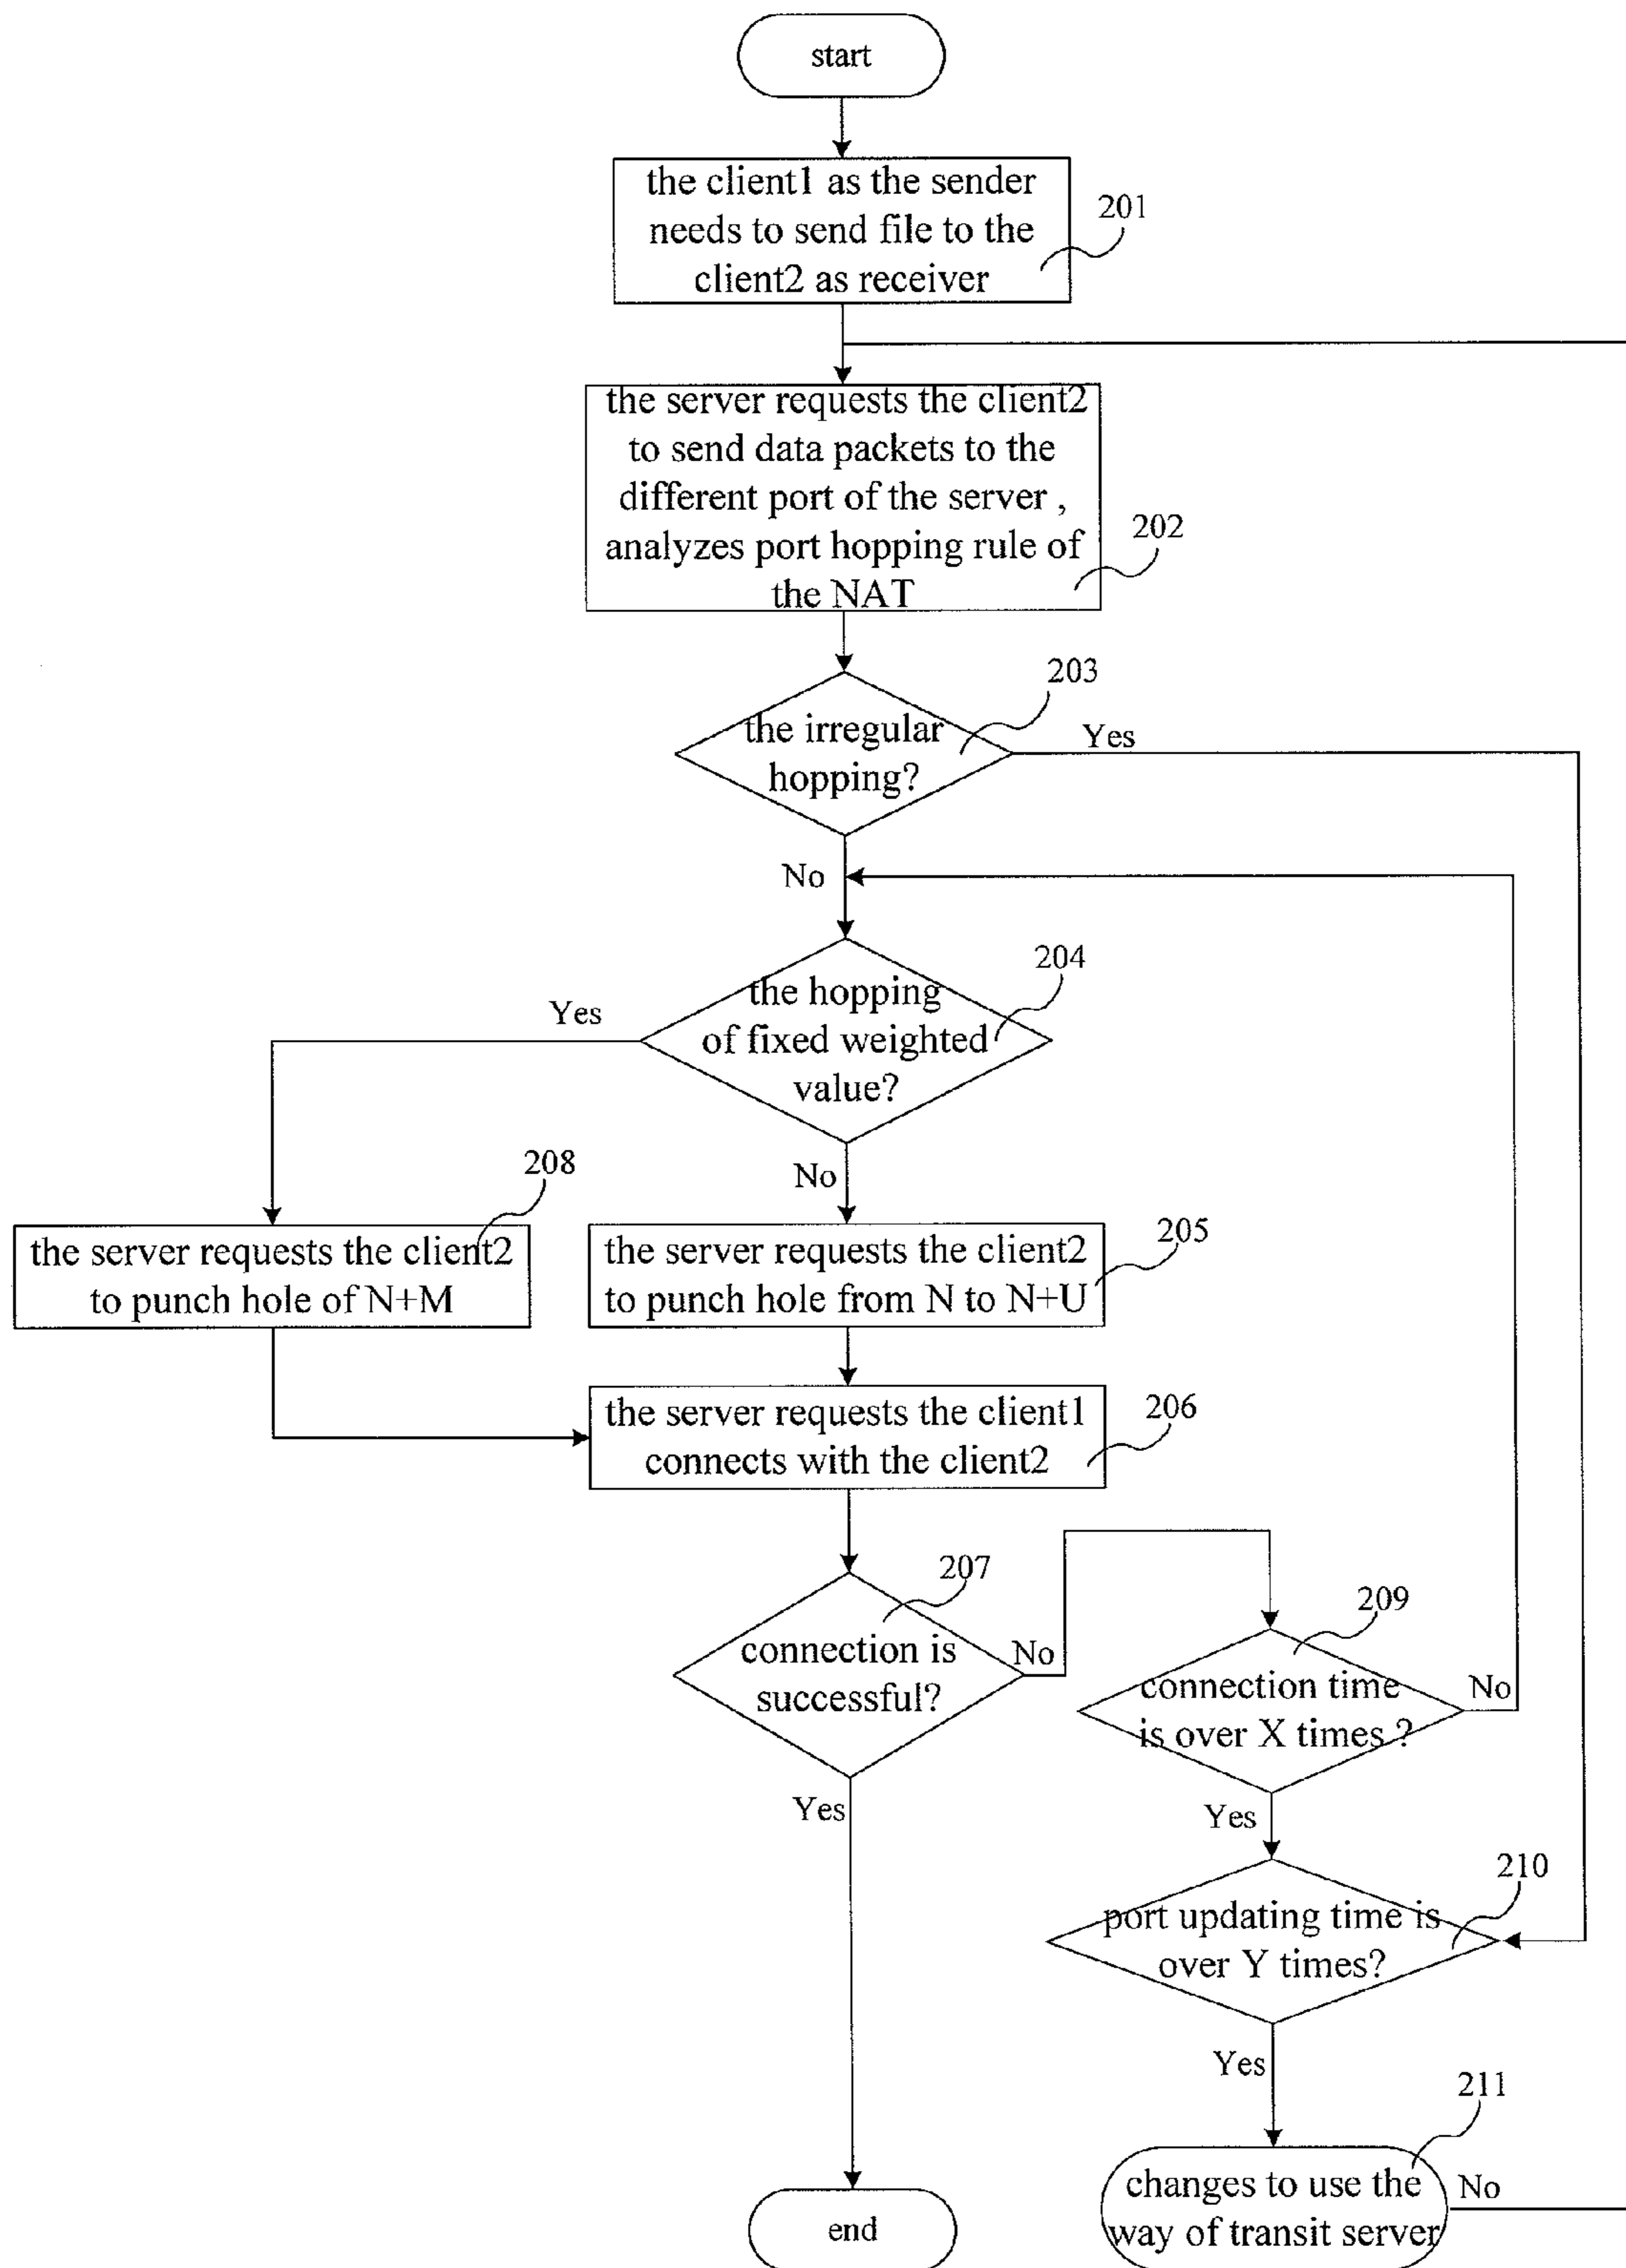 start
the client1 as the sender
needs to send file to the
client2 as receiver
201
the server requests the client2
to send data packets to the
different port of the server ,
analyzes port hopping rule of
the NAT
202
the irregular
hopping?
203
Yes
No
the hopping
of fixed weighted
value?
204
Yes
No
208
the server requests the client2
to punch hole of N+M
the server requests the client2
to punch hole from N to N+U
205
the server requests the client1
connects with the client2
206
207
connection is
successful?
No
Yes
209
connection time
is over X times ?
No
Yes
210
port updating time is
over Y times?
Yes
211
changes to use the
way of transit server
No
end